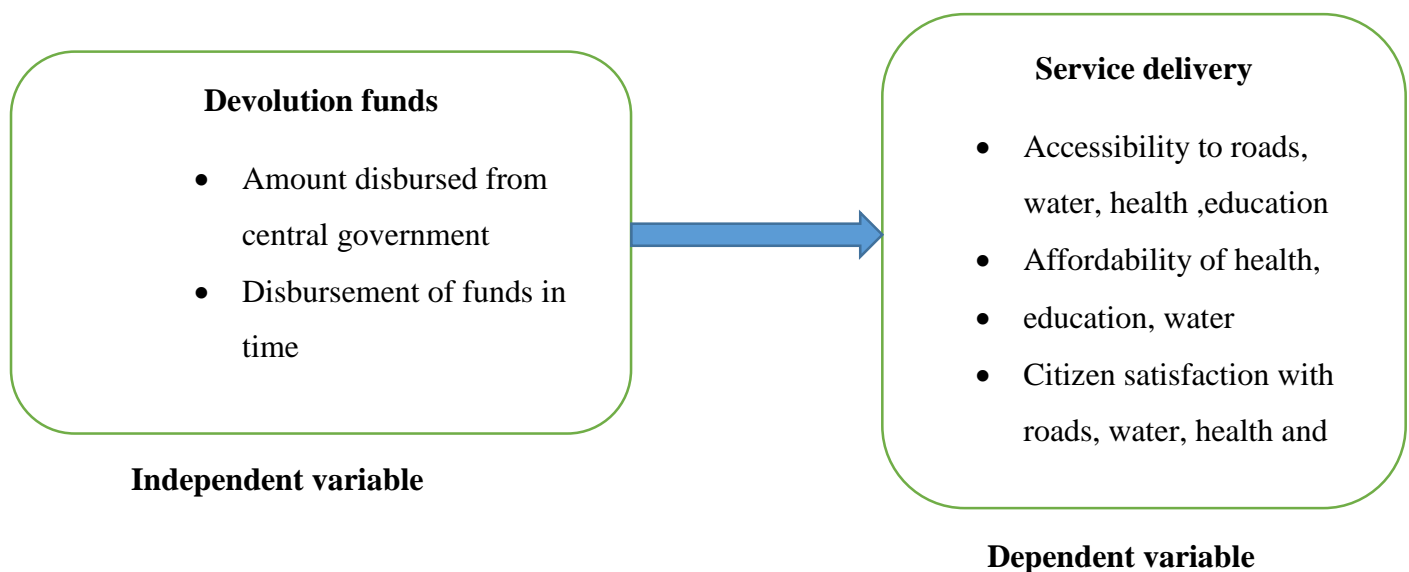 Devolution funds
• Amount disbursed from
central government
• Disbursement of funds in
time
Independent variable
Service delivery
• Accessibility to roads,
water, health ,education
• Affordability of health,
• education, water
• Citizen satisfaction with
roads, water, health and
Dependent variable